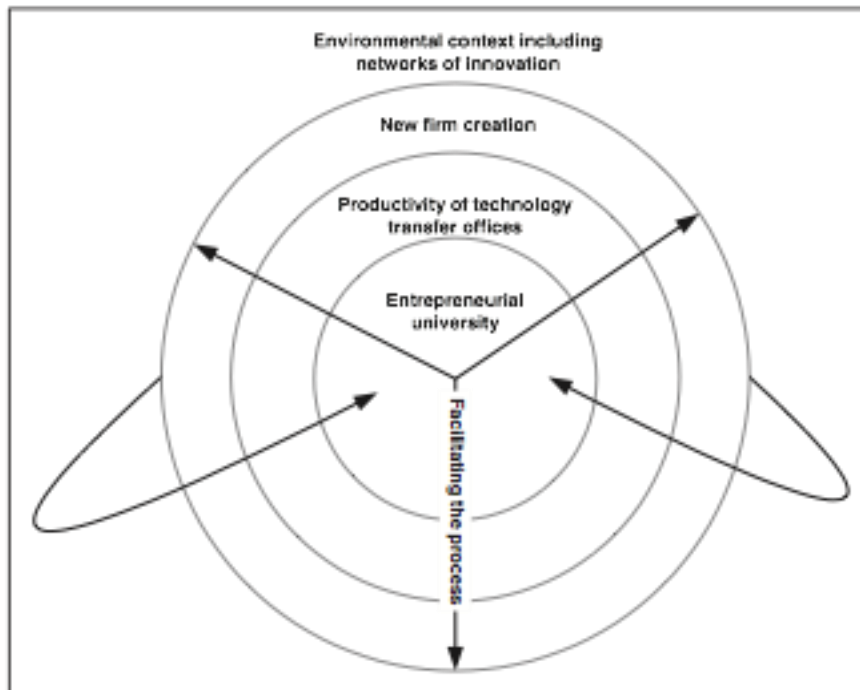 Environmental context including
networks of innovation
New firm creation
Productivity of technology
transfer offices
Entrepreneurial
university
Facilitating the process